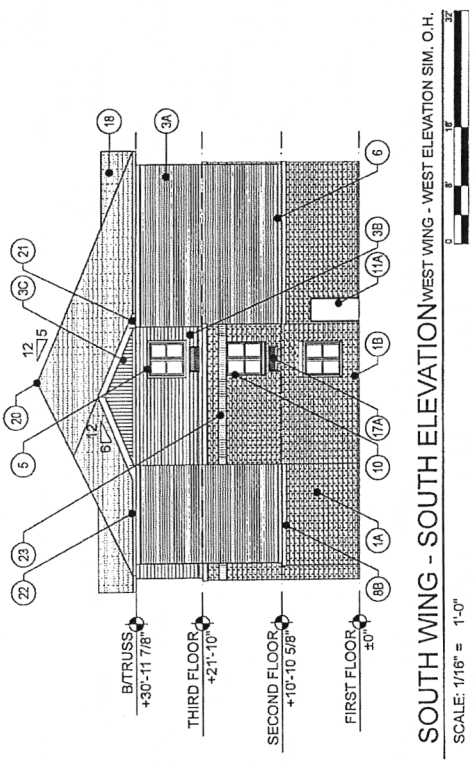 20
12
5
3C
21
18
3A
5
12
6
23
22
B/TRUSS
+30'-11 7/8"
THIRD FLOOR
+21'-10"
SECOND FLOOR
+10'-10 5/8"
FIRST FLOOR
±0"
8B
1A
10
17A
1B
3B
11A
6
SOUTH WING - SOUTH ELEVATION WEST WING - WEST ELEVATION SIM. O.H.
SCALE: 1/16" = 1'-0"
0 8' 16' 32'